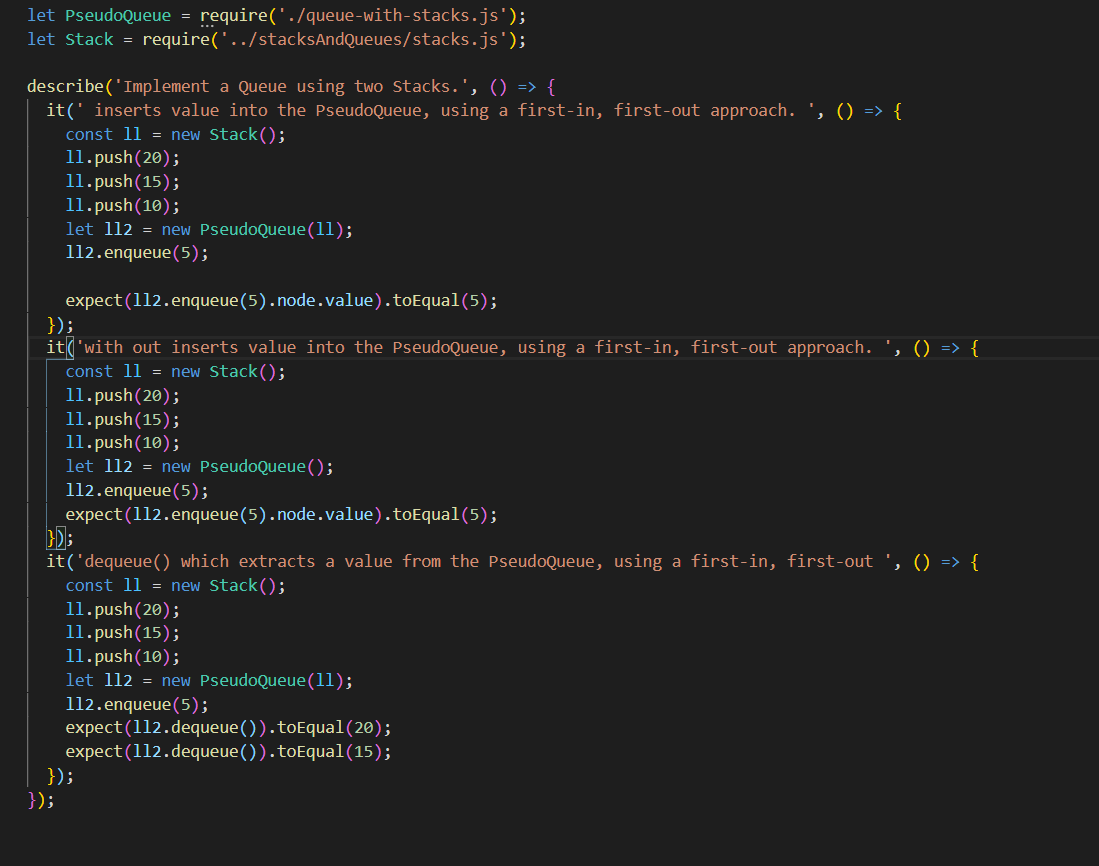 let PseudoQueue = require('./queue-with-stacks.js');
let Stack = require('../stacksAndQueues/stacks.js');

describe('Implement a Queue using two Stacks.', () => {
  it(' inserts value into the PseudoQueue, using a first-in, first-out approach. ', () => {
    const ll = new Stack();
    ll.push(20);
    ll.push(15);
    ll.push(10);
    let ll2 = new PseudoQueue(ll);
    ll2.enqueue(5);

    expect(ll2.enqueue(5).node.value).toEqual(5);
  });
  it('with out inserts value into the PseudoQueue, using a first-in, first-out approach. ', () => {
    const ll = new Stack();
    ll.push(20);
    ll.push(15);
    ll.push(10);
    let ll2 = new PseudoQueue();
    ll2.enqueue(5);
    expect(ll2.enqueue(5).node.value).toEqual(5);
  });
  it('dequeue() which extracts a value from the PseudoQueue, using a first-in, first-out ', () => {
    const ll = new Stack();
    ll.push(20);
    ll.push(15);
    ll.push(10);
    let ll2 = new PseudoQueue(ll);
    ll2.enqueue(5);
    expect(ll2.dequeue()).toEqual(20);
    expect(ll2.dequeue()).toEqual(15);
  });
});